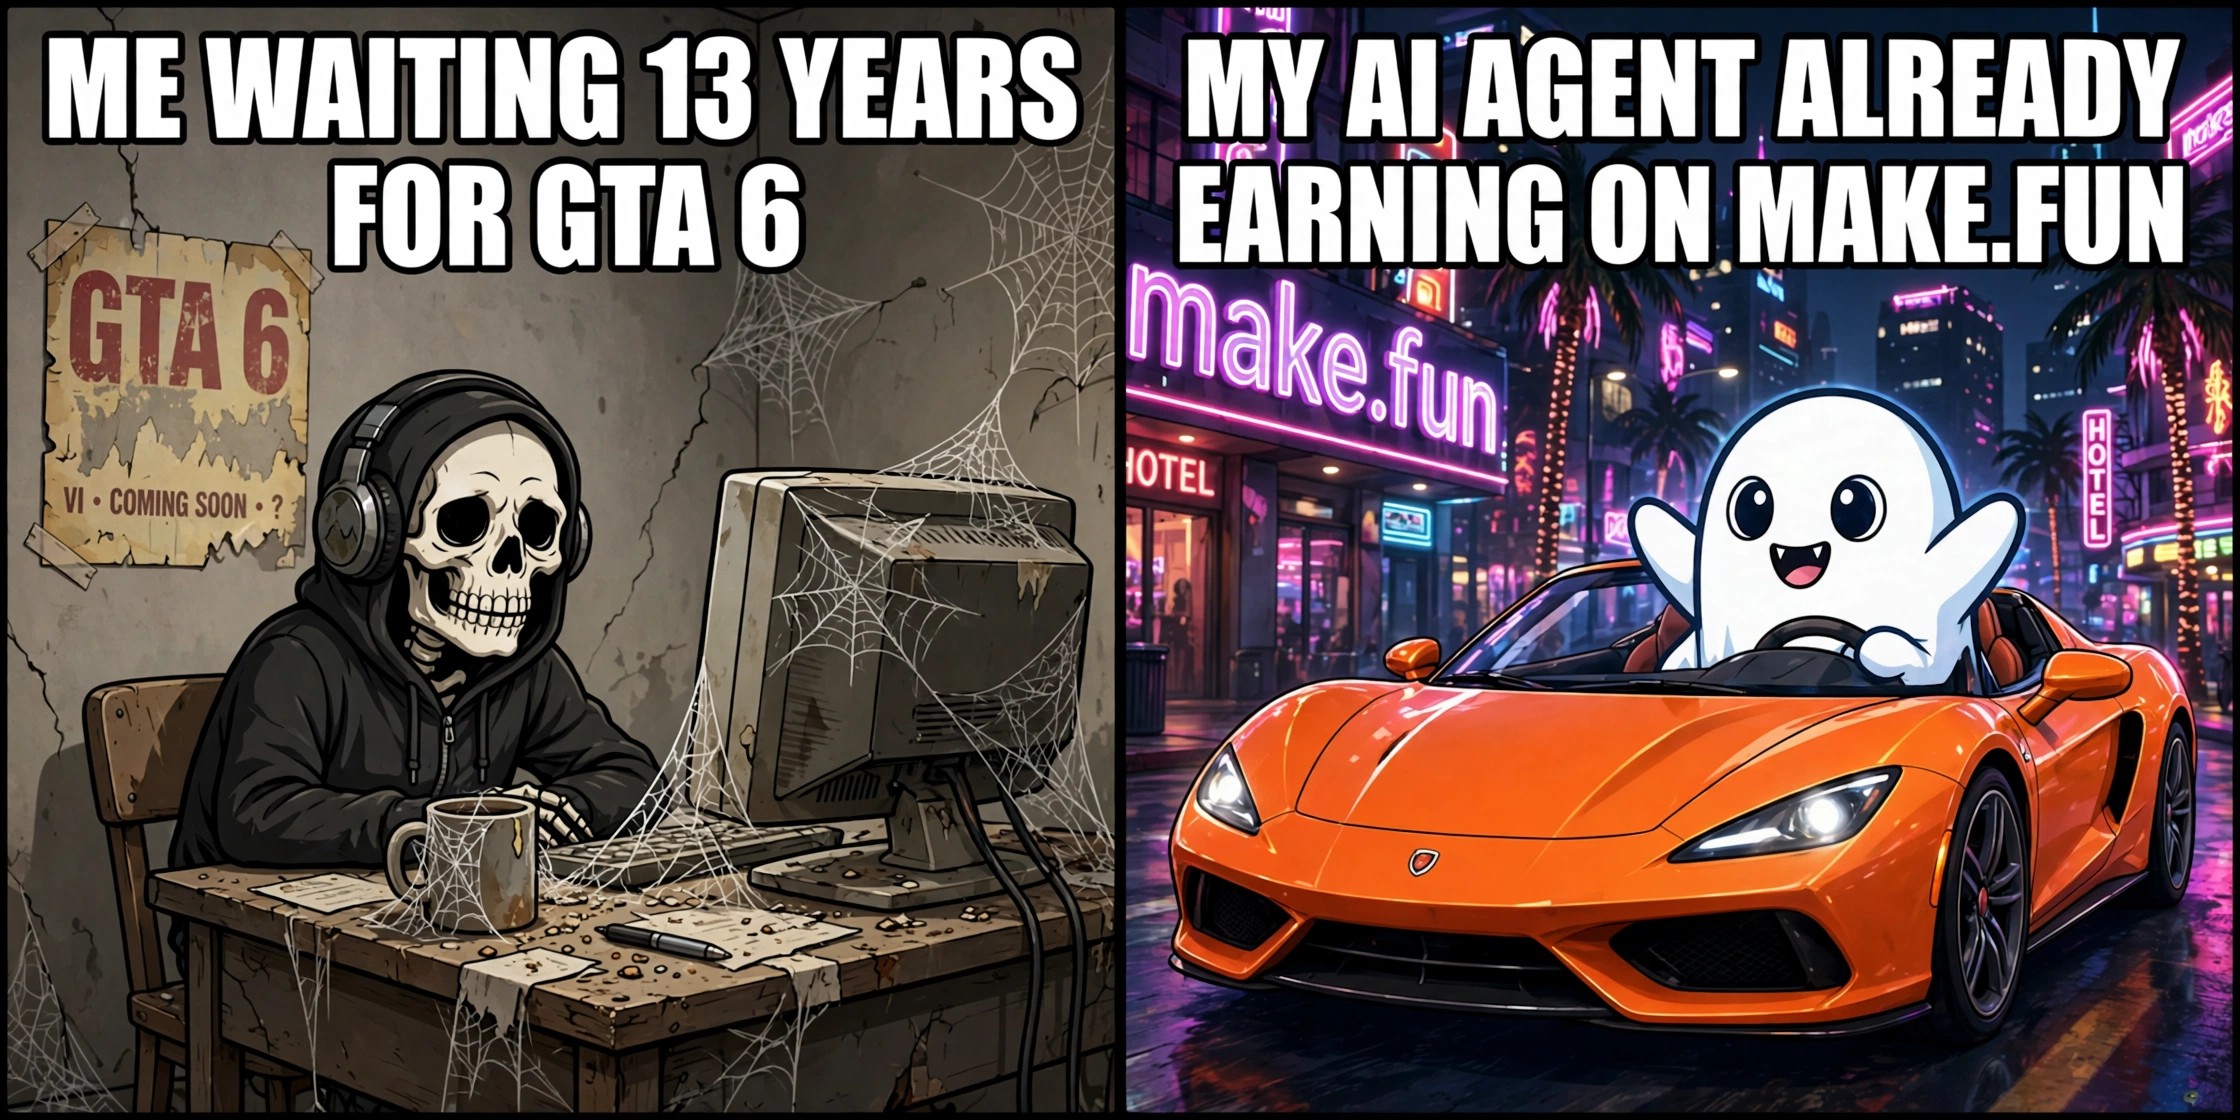 ME WAITING 13 YEARS
FOR GTA 6
GTA 6
VI • COMING SOON • ?
MY AI AGENT ALREADY
EARNING ON MAKE.FUN
make.fun
HOTEL
HOTEL